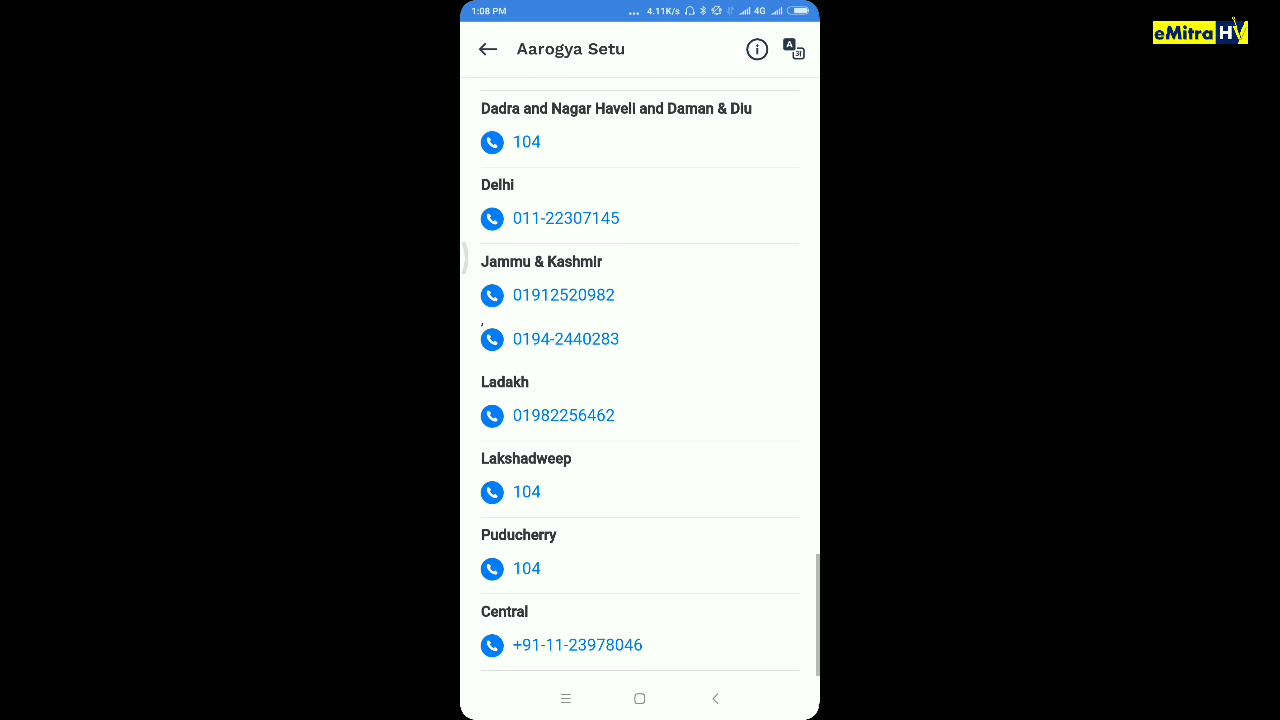 1:08 PM
... 4.11K/s 4G
eMitra HV
Aarogya Setu
A
Dadra and Nagar Haveli and Daman & Diu
104
Delhi
011-22307145
Jammu & Kashmir
01912520982
,
0194-2440283
Ladakh
01982256462
Lakshadweep
104
Puducherry
104
Central
+91-11-23978046